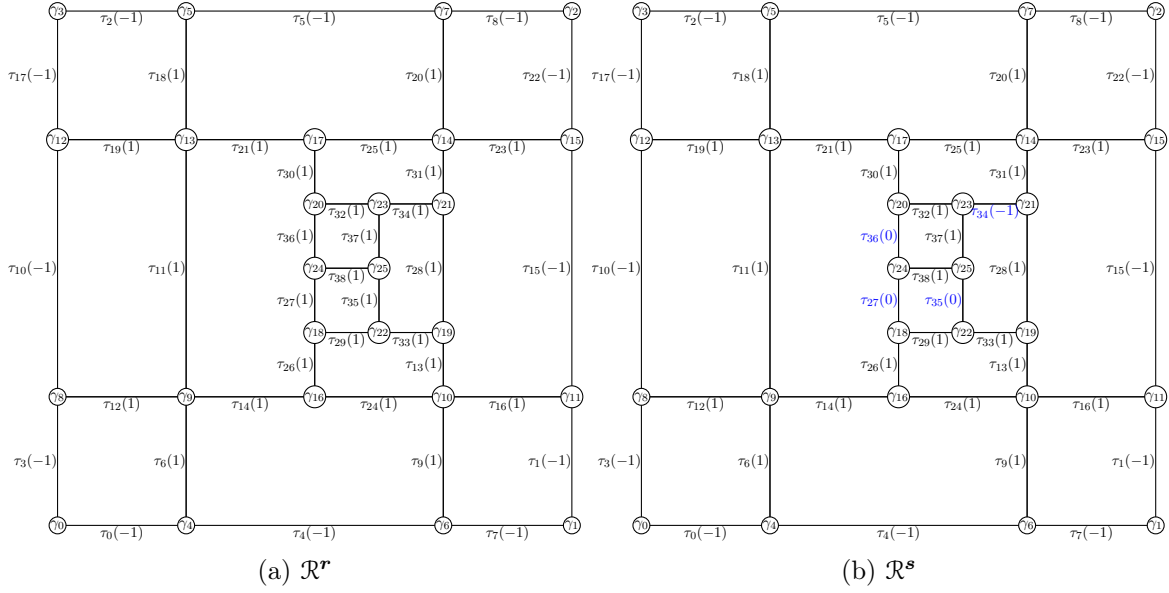 γ3 γ5 γ7 γ2 γ3 γ5 γ7 γ2
τ2(−1) τ5(−1) τ8(−1) τ2(−1) τ5(−1) τ8(−1)
τ17(−1) τ18(1) τ20(1) τ22(−1) τ17(−1) τ18(1) τ20(1) τ22(−1)
γ12 γ13 γ17 γ14 γ15 γ12 γ13 γ17 γ14 γ15
τ19(1) τ21(1) τ25(1) τ23(1) τ19(1) τ21(1) τ25(1) τ23(1)
τ30(1) τ31(1) τ30(1) τ31(1)
γ20 γ23 γ21 γ20 γ23 γ21
τ32(1) τ34(1) τ32(1) τ34(−1)
τ36(1) τ37(1) τ36(0) τ37(1)
τ10(−1) τ11(1) γ24 γ25 τ28(1) τ15(−1) τ10(−1) τ11(1) γ24 γ25 τ28(1) τ15(−1)
τ38(1) τ38(1)
τ27(1) τ35(1) τ27(0) τ35(0)
γ18 γ22 γ19 γ18 γ22 γ19
τ29(1) τ33(1) τ29(1) τ33(1)
τ26(1) τ13(1) τ26(1) τ13(1)
γ8 γ9 γ16 γ10 γ11 γ8 γ9 γ16 γ10 γ11
τ12(1) τ14(1) τ24(1) τ16(1) τ12(1) τ14(1) τ24(1) τ16(1)
τ3(−1) τ6(1) τ9(1) τ1(−1) τ3(−1) τ6(1) τ9(1) τ1(−1)
γ0 γ4 γ6 γ1 γ0 γ4 γ6 γ1
τ0(−1) τ4(−1) τ7(−1) τ0(−1) τ4(−1) τ7(−1)
(a) ℛʳ (b) ℛˢ